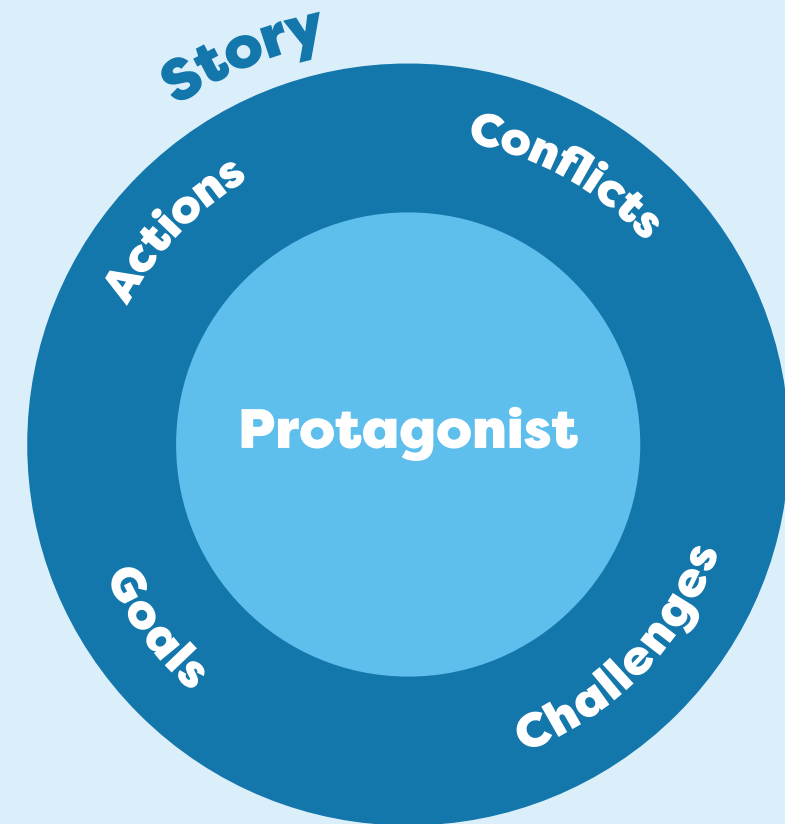 Story
Actions
Conflicts
Protagonist
Goals
Challenges